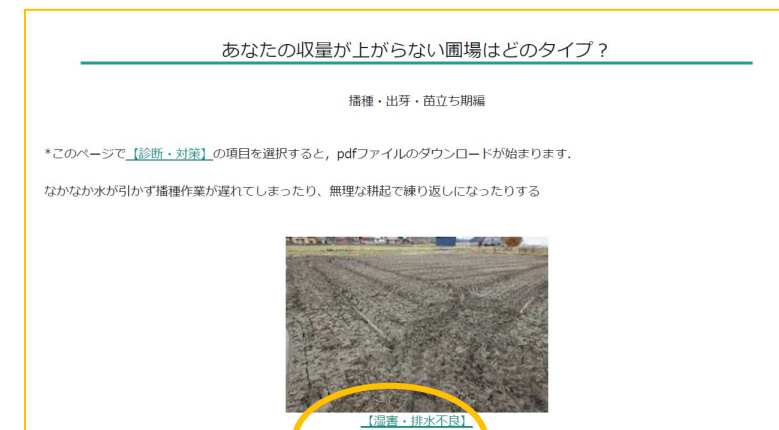 あなたの収量が上がらない圃場はどのタイプ？
播種・出芽・苗立ち期編
*このページで【診断・対策】の項目を選択すると，pdfファイルのダウンロードが始まります．
なかなか水が引かず播種作業が遅れてしまったり、無理な耕起で練り返しになったりする
【湿害・排水不良】